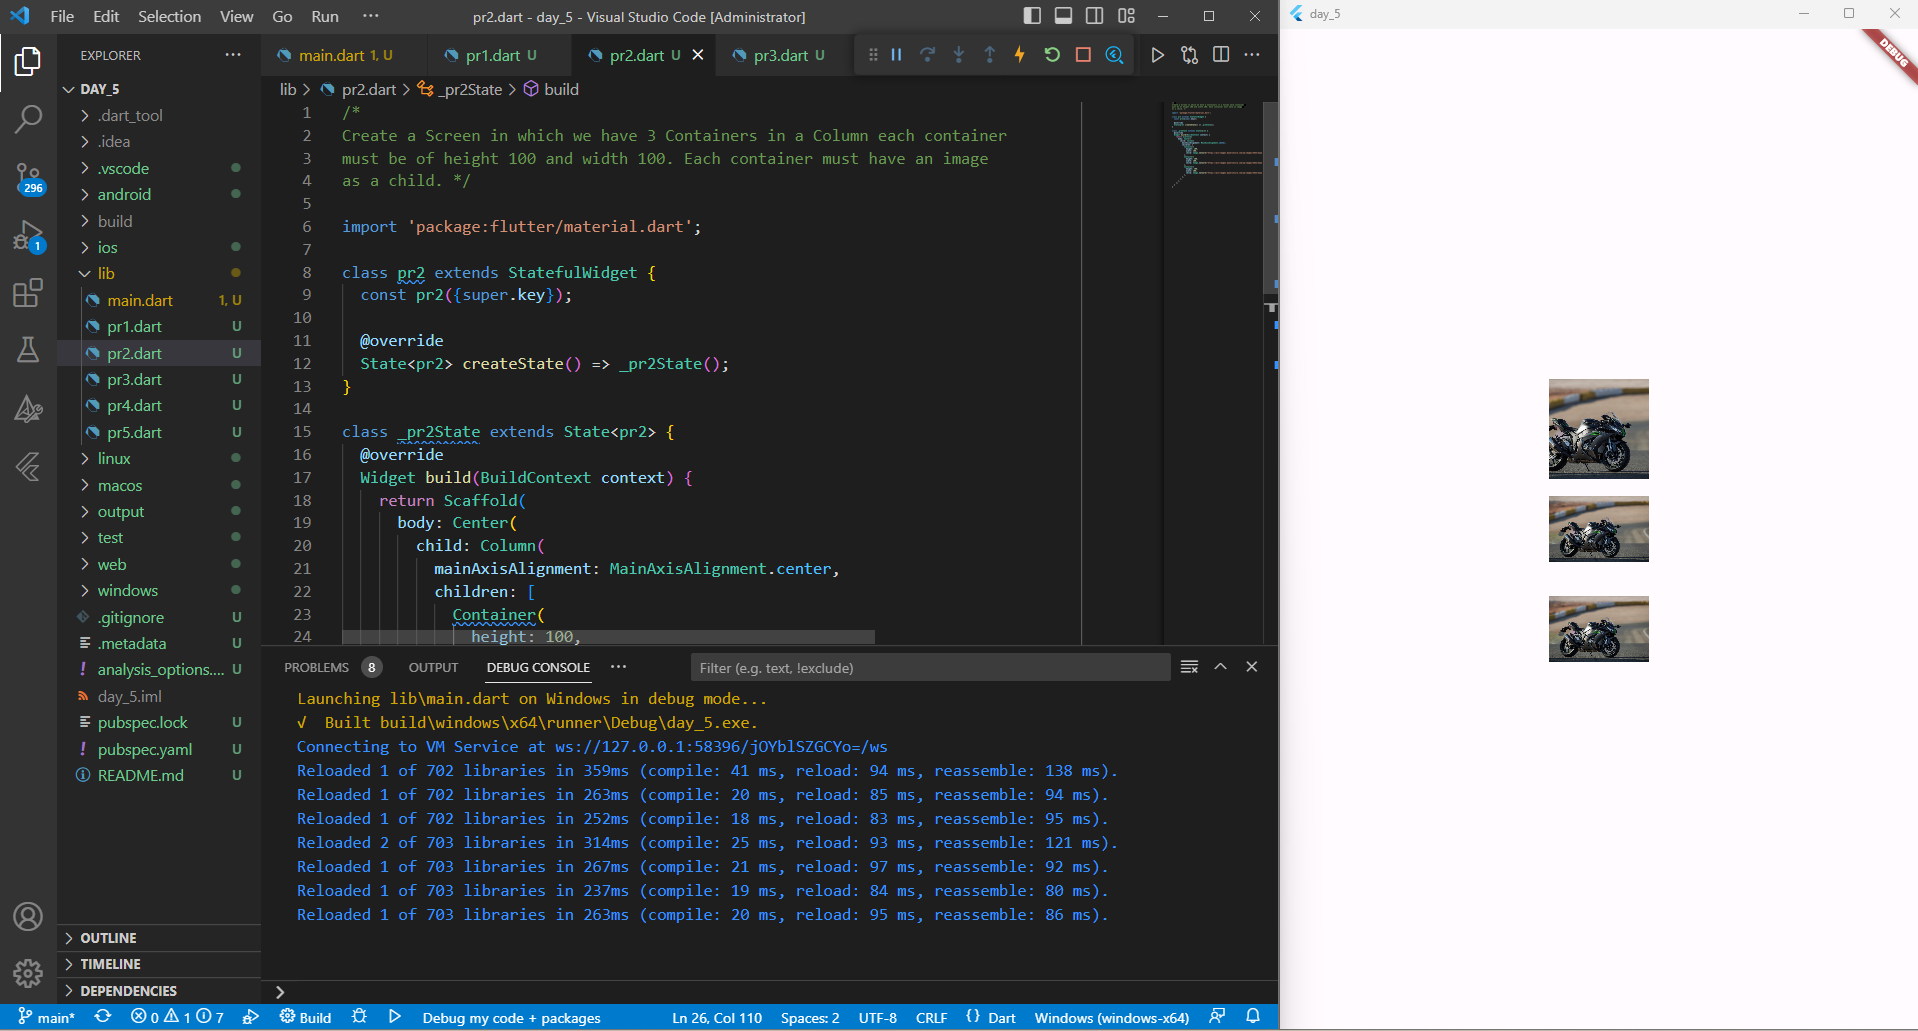 File Edit Selection View Go Run ··· pr2.dart - day_5 - Visual Studio Code [Administrator]
day_5
DEBUG
EXPLORER
main.dart 1, U pr1.dart U pr2.dart U pr3.dart U
DAY_5
lib > pr2.dart > _pr2State > build
.dart_tool
.idea
.vscode
android
build
ios
lib
main.dart 1, U
pr1.dart U
pr2.dart U
pr3.dart U
pr4.dart U
pr5.dart U
linux
macos
output
test
web
windows
.gitignore U
.metadata U
analysis_options.... U
day_5.iml
pubspec.lock U
pubspec.yaml U
README.md U
296
1
OUTLINE
TIMELINE
DEPENDENCIES
1 /*
2 Create a Screen in which we have 3 Containers in a Column each container
3 must be of height 100 and width 100. Each container must have an image
4 as a child. */
5
6 import 'package:flutter/material.dart';
7
8 class pr2 extends StatefulWidget {
9 const pr2({super.key});
10
11 @override
12 State<pr2> createState() => _pr2State();
13 }
14
15 class _pr2State extends State<pr2> {
16 @override
17 Widget build(BuildContext context) {
18 return Scaffold(
19 body: Center(
20 child: Column(
21 mainAxisAlignment: MainAxisAlignment.center,
22 children: [
23 Container(
24 height: 100,
PROBLEMS 8 OUTPUT DEBUG CONSOLE ··· Filter (e.g. text, !exclude)
Launching lib\main.dart on Windows in debug mode...
√ Built build\windows\x64\runner\Debug\day_5.exe.
Connecting to VM Service at ws://127.0.0.1:58396/jOYblSZGCYo=/ws
Reloaded 1 of 702 libraries in 359ms (compile: 41 ms, reload: 94 ms, reassemble: 138 ms).
Reloaded 1 of 702 libraries in 263ms (compile: 20 ms, reload: 85 ms, reassemble: 94 ms).
Reloaded 1 of 702 libraries in 252ms (compile: 18 ms, reload: 83 ms, reassemble: 95 ms).
Reloaded 2 of 703 libraries in 314ms (compile: 25 ms, reload: 93 ms, reassemble: 121 ms).
Reloaded 1 of 703 libraries in 267ms (compile: 21 ms, reload: 97 ms, reassemble: 92 ms).
Reloaded 1 of 703 libraries in 237ms (compile: 19 ms, reload: 84 ms, reassemble: 80 ms).
Reloaded 1 of 703 libraries in 263ms (compile: 20 ms, reload: 95 ms, reassemble: 86 ms).
main* 0 1 7 Build Debug my code + packages Ln 26, Col 110 Spaces: 2 UTF-8 CRLF {} Dart Windows (windows-x64)